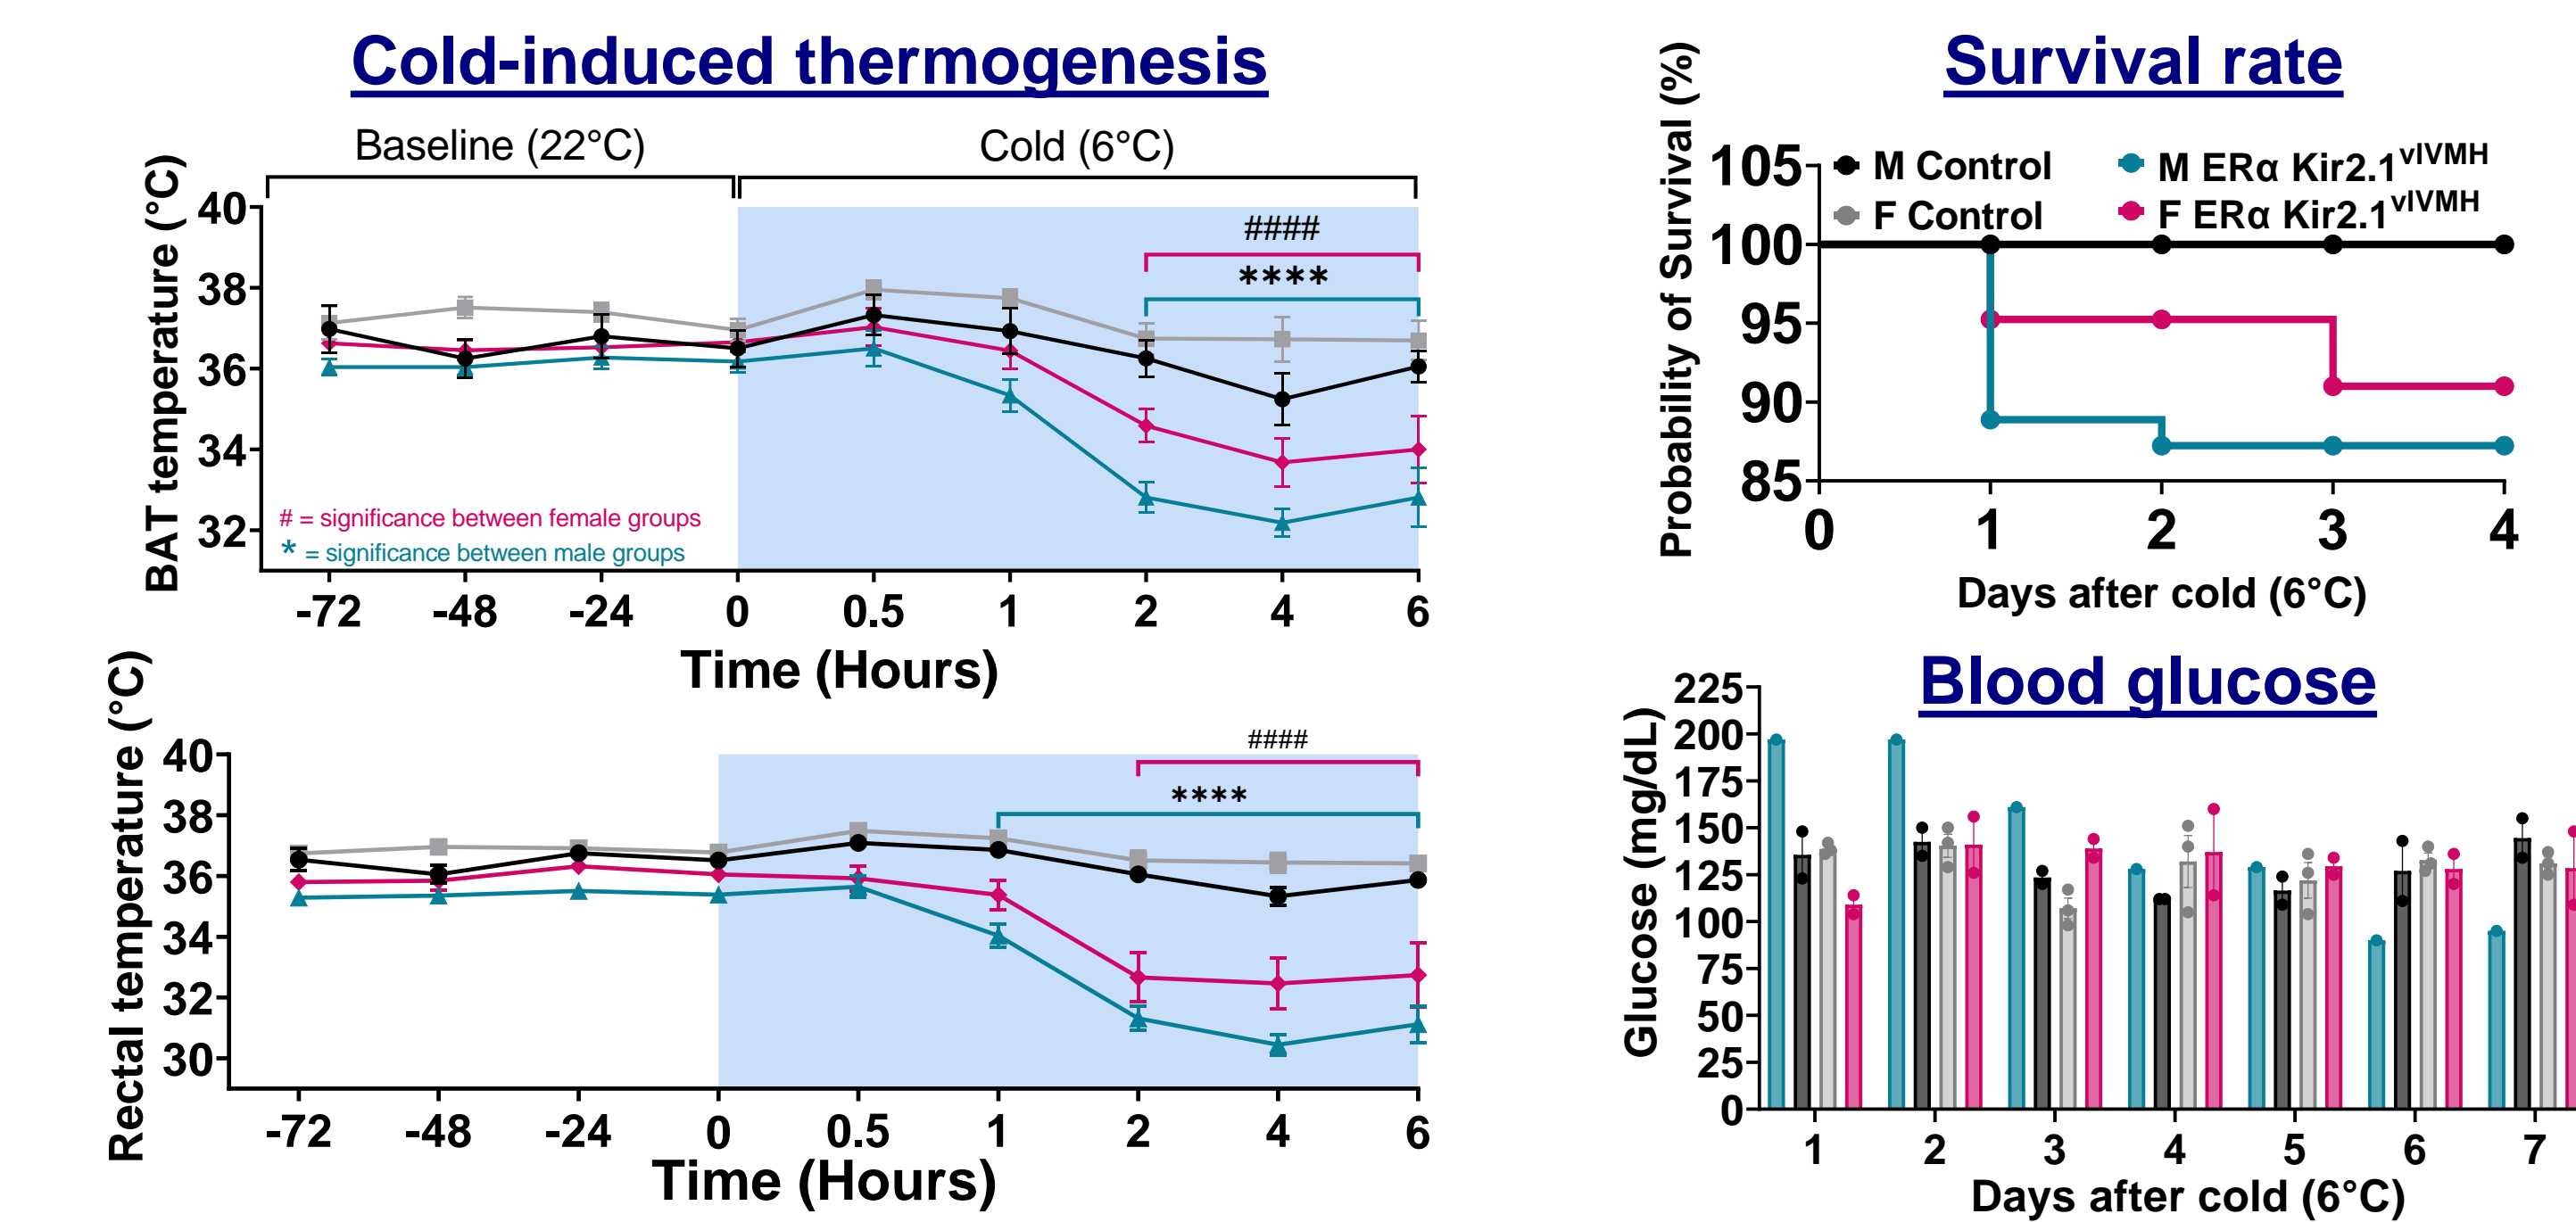 Cold-induced thermogenesis
Baseline (22°C)
Cold (6°C)
BAT temperature (°C)
40
38
36
34
32
####
****
# = significance between female groups
* = significance between male groups
-72 -48 -24 0 0.5 1 2 4 6
Time (Hours)
Rectal temperature (°C)
40
38
36
34
32
30
####
****
-72 -48 -24 0 0.5 1 2 4 6
Time (Hours)
Survival rate
Probability of Survival (%)
105
100
95
90
85
M Control
M ERα Kir2.1vlVMH
F Control
F ERα Kir2.1vlVMH
0 1 2 3 4
Days after cold (6°C)
Blood glucose
Glucose (mg/dL)
225
200
175
150
125
100
75
50
25
0
1 2 3 4 5 6 7
Days after cold (6°C)